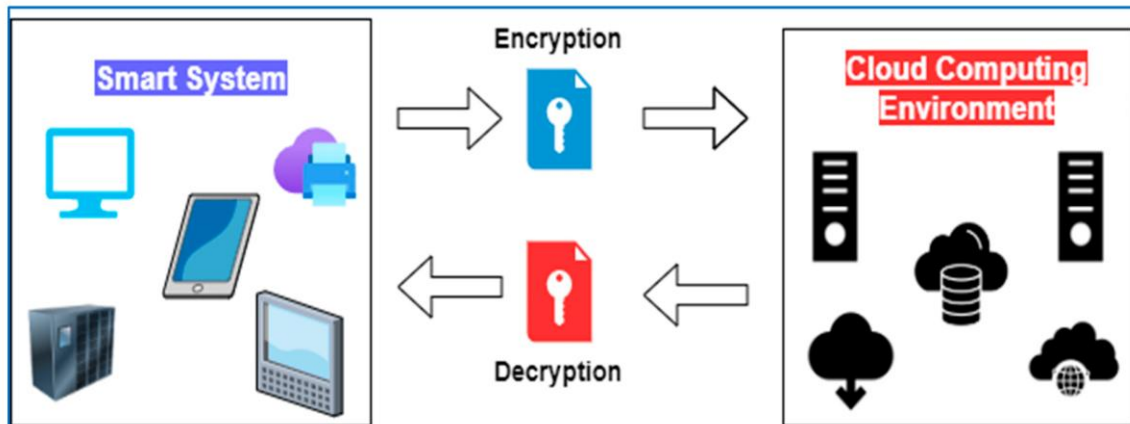 Smart System
Encryption
Cloud Computing
Environment
Decryption